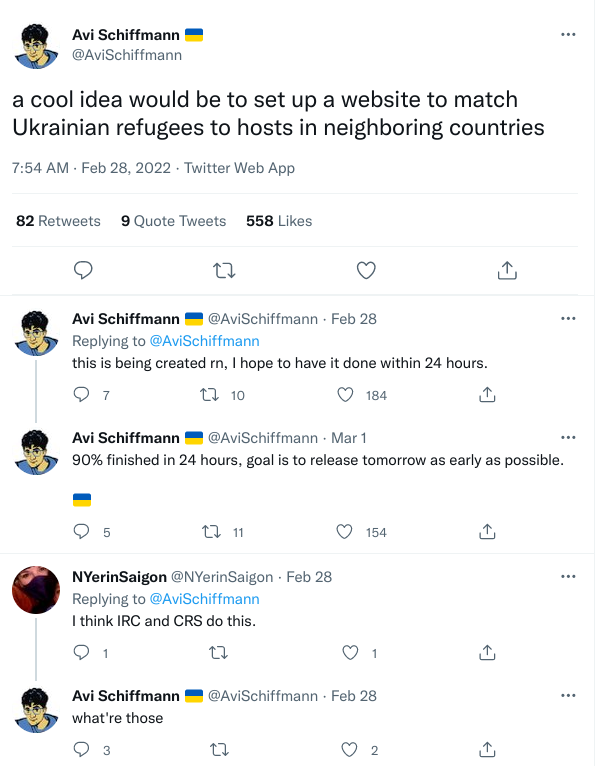 Avi Schiffmann 🇺🇦
@AviSchiffmann
a cool idea would be to set up a website to match
Ukrainian refugees to hosts in neighboring countries
7:54 AM · Feb 28, 2022 · Twitter Web App
82 Retweets 9 Quote Tweets 558 Likes
Avi Schiffmann 🇺🇦 @AviSchiffmann · Feb 28
Replying to @AviSchiffmann
this is being created rn, I hope to have it done within 24 hours.
7 10 184
Avi Schiffmann 🇺🇦 @AviSchiffmann · Mar 1
90% finished in 24 hours, goal is to release tomorrow as early as possible.
🇺🇦
5 11 154
NYerinSaigon @NYerinSaigon · Feb 28
Replying to @AviSchiffmann
I think IRC and CRS do this.
1 1
Avi Schiffmann 🇺🇦 @AviSchiffmann · Feb 28
what're those
3 2